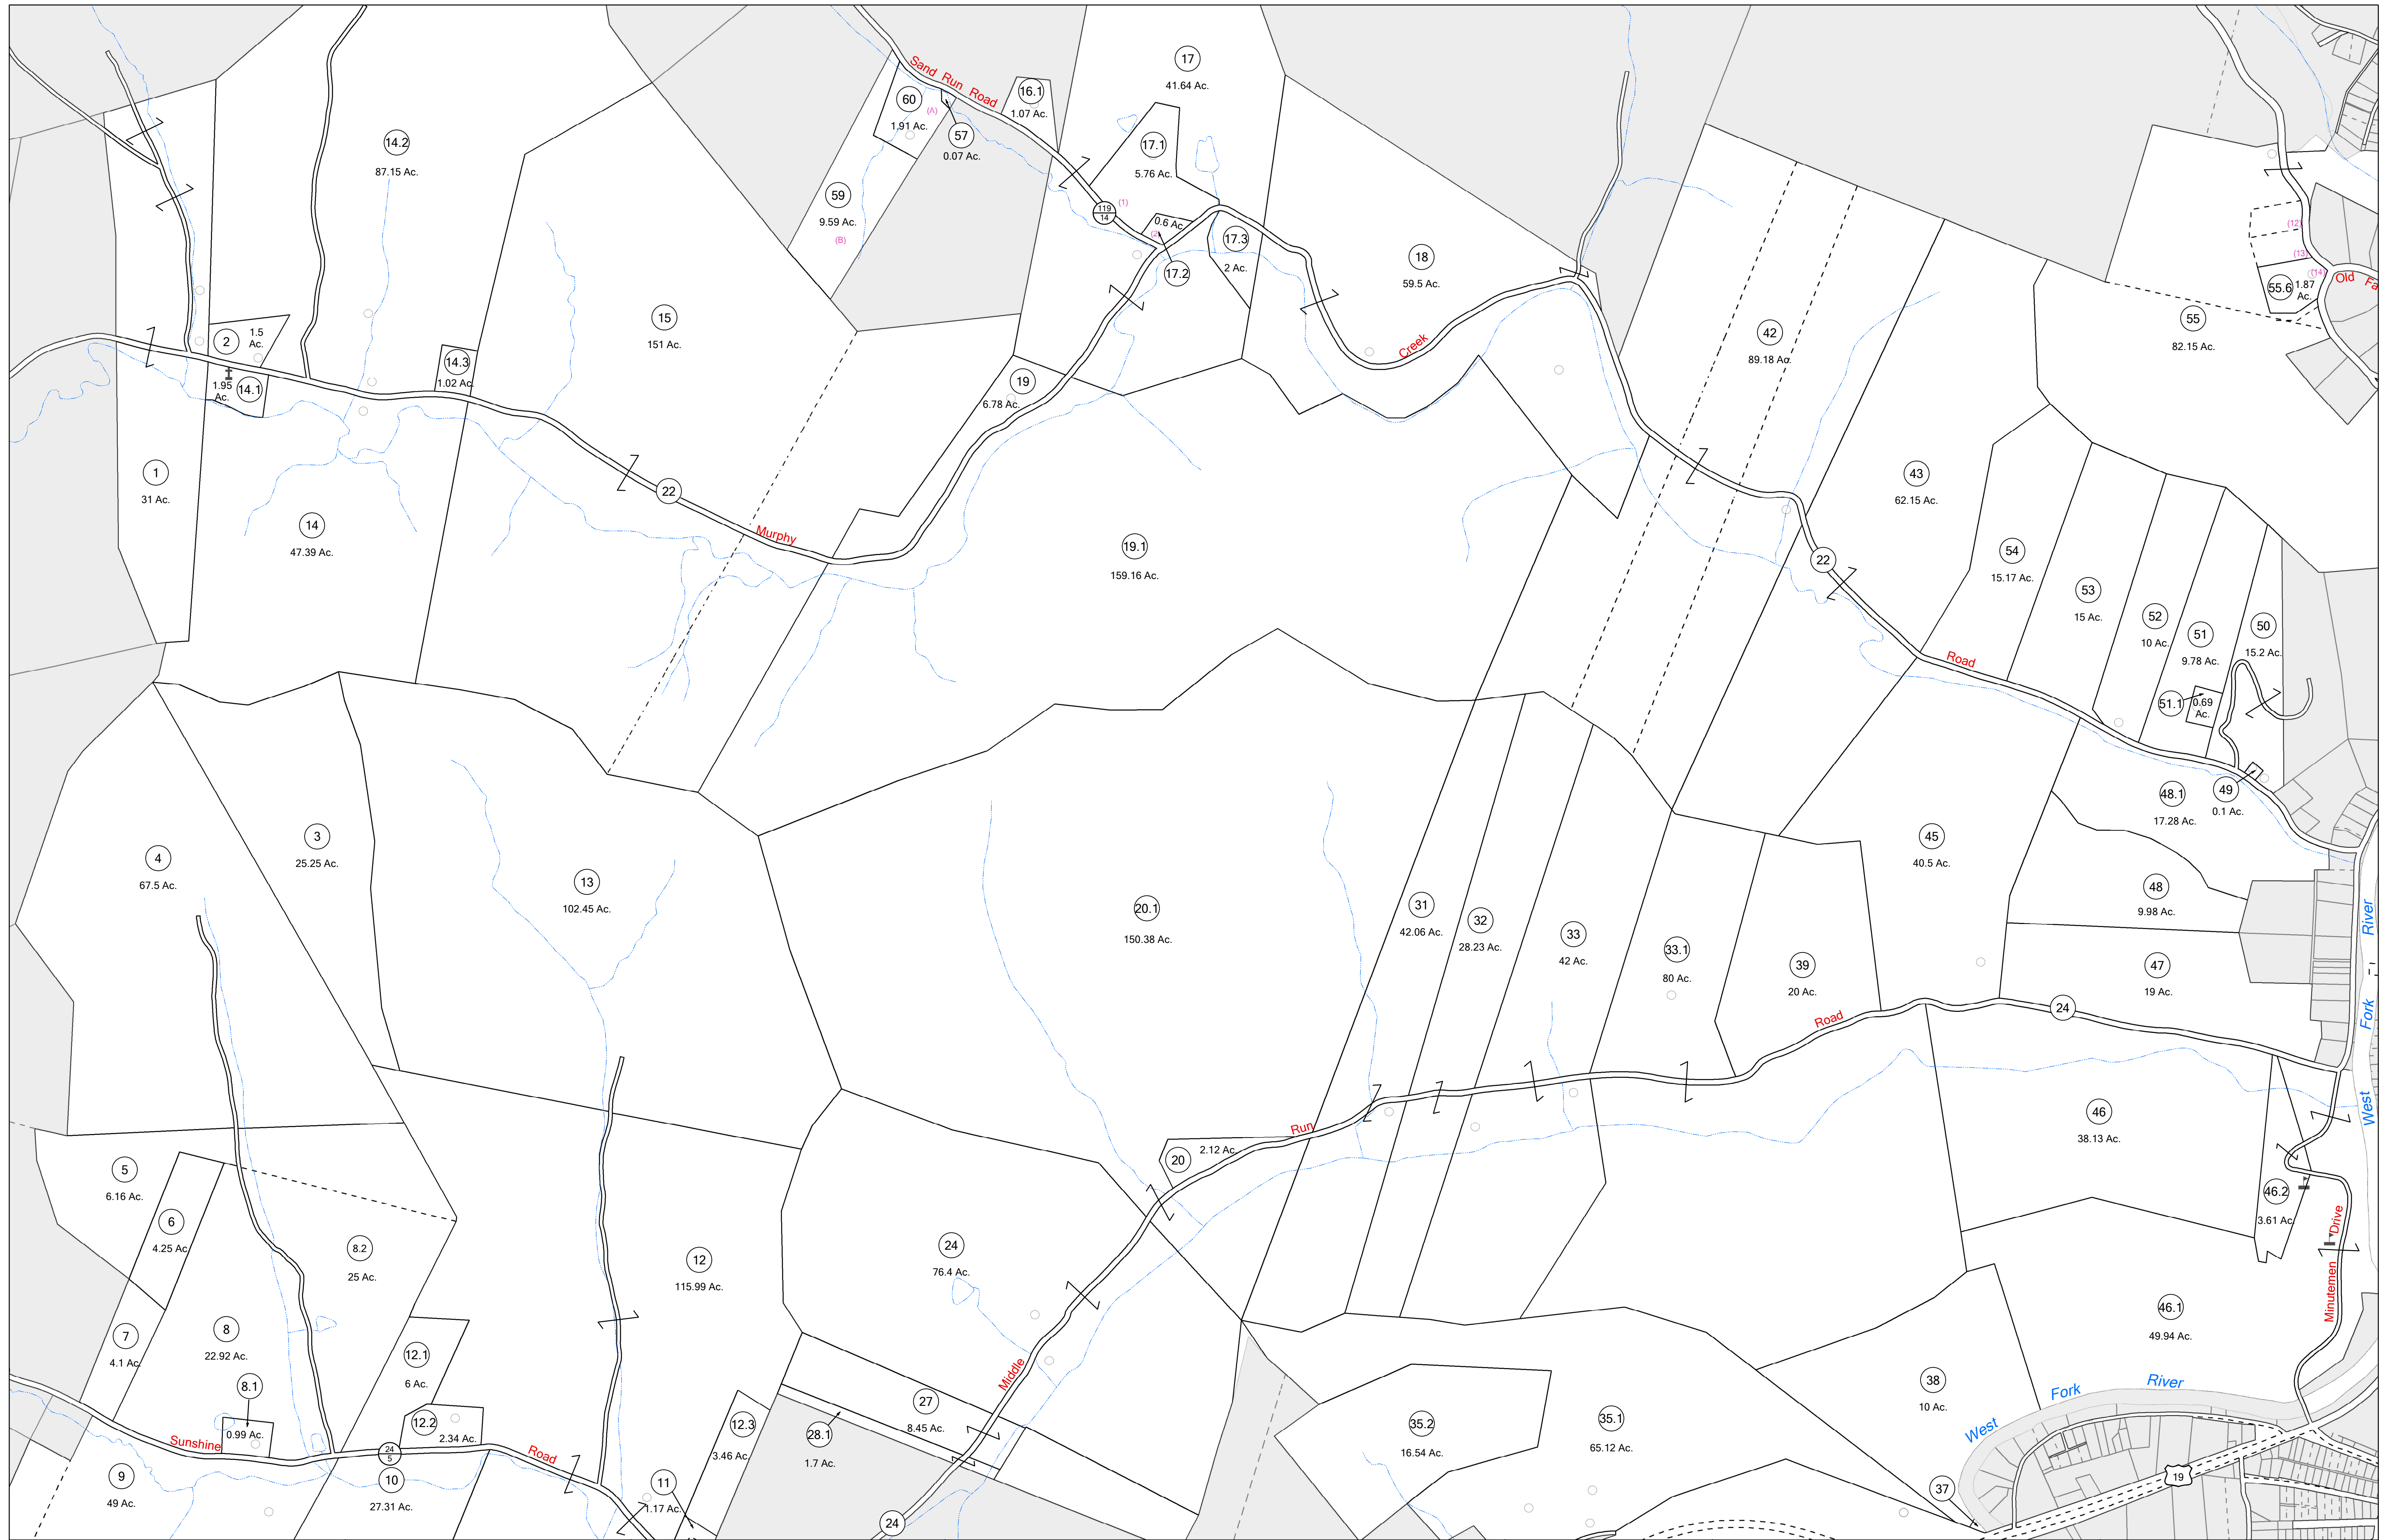 17
41.64 Ac.
Sand Run Road
16.1
1.07 Ac.
60
(A)
1.91 Ac.
57
0.07 Ac.
14.2
87.15 Ac.
17.1
5.76 Ac.
59
9.59 Ac.
(B)
119
14
(1)
0.6 Ac.
(2)
17.2
17.3
2 Ac.
18
59.5 Ac.
(12)
(13)
(14)
Old Fa
55.6
1.87
Ac.
55
82.15 Ac.
15
151 Ac.
2
1.5
Ac.
14.3
1.02 Ac.
1.95
Ac.
14.1
Creek
42
89.18 Ac.
19
6.78 Ac.
1
31 Ac.
43
62.15 Ac.
22
14
47.39 Ac.
Murphy
19.1
159.16 Ac.
22
54
15.17 Ac.
53
15 Ac.
52
10 Ac.
51
9.78 Ac.
50
15.2 Ac.
Road
51.1
0.69
Ac.
49
0.1 Ac.
48.1
17.28 Ac.
3
25.25 Ac.
4
67.5 Ac.
45
40.5 Ac.
13
102.45 Ac.
48
9.98 Ac.
20.1
150.38 Ac.
31
42.06 Ac.
32
28.23 Ac.
33
42 Ac.
33.1
80 Ac.
39
20 Ac.
47
19 Ac.
West Fork River
Road
24
46
38.13 Ac.
Run
20
2.12 Ac.
5
6.16 Ac.
6
4.25 Ac.
46.2
3.61 Ac.
8.2
25 Ac.
24
76.4 Ac.
12
115.99 Ac.
Minutemen Drive
46.1
49.94 Ac.
7
4.1 Ac.
8
22.92 Ac.
12.1
6 Ac.
Middle
8.1
0.99 Ac.
38
10 Ac.
West Fork River
27
8.45 Ac.
12.2
2.34 Ac.
12.3
3.46 Ac.
28.1
1.7 Ac.
35.2
16.54 Ac.
35.1
65.12 Ac.
Sunshine
24
5
Road
9
49 Ac.
10
27.31 Ac.
11
1.17 Ac.
24
37
19